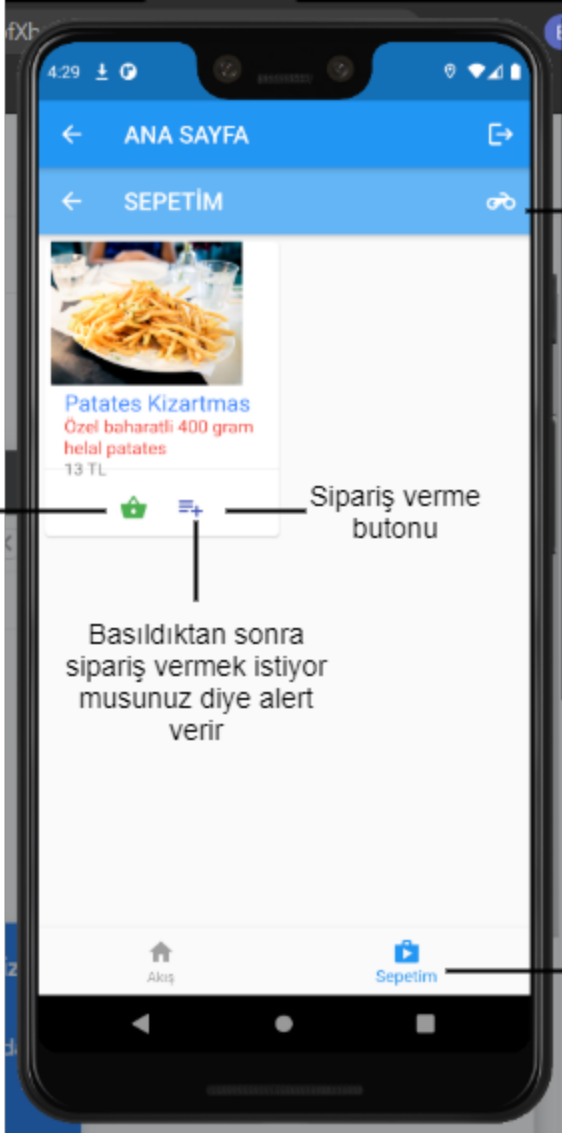 4:29
ANA SAYFA
SEPETİM
Patates Kizartmas
Özel baharatli 400 gram
helal patates
13 TL
Sipariş verme
butonu
Basıldıktan sonra
sipariş vermek istiyor
musunuz diye alert
verir
Akış
Sepetim